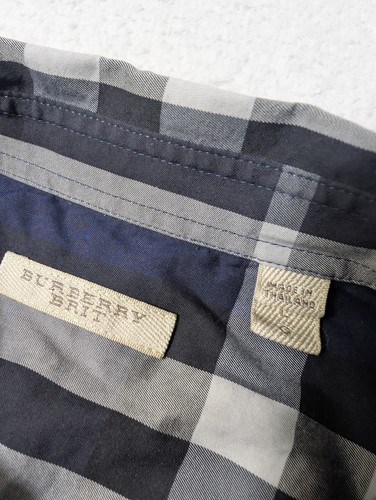 BURBERRY
BRIT
MADE IN
THAILAND
L
G